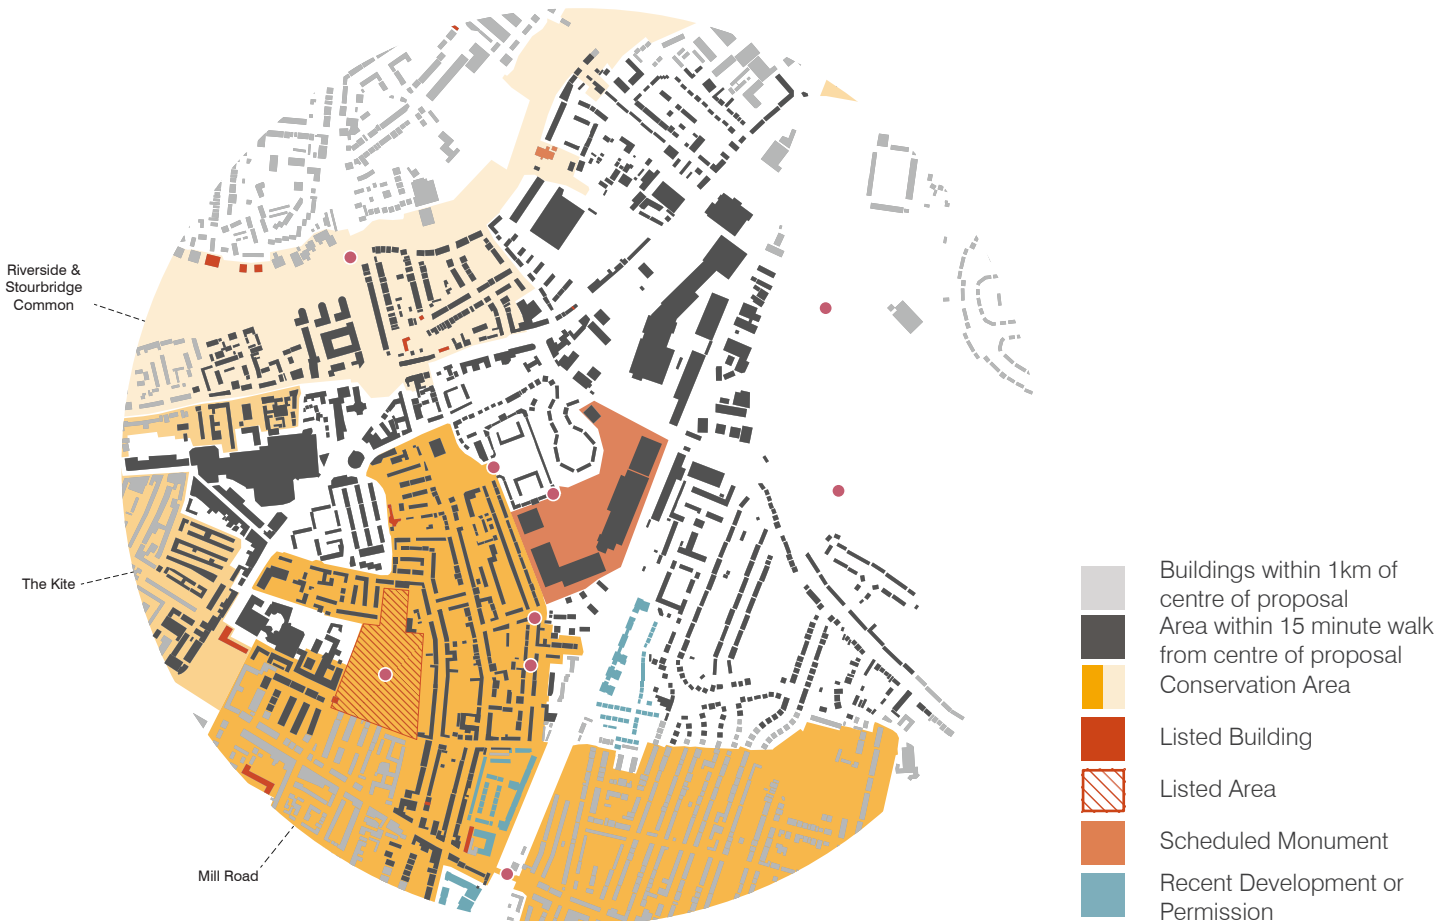 Riverside &
Stourbridge
Common
The Kite
Mill Road
Buildings within 1km of
centre of proposal
Area within 15 minute walk
from centre of proposal
Conservation Area
Listed Building
Listed Area
Scheduled Monument
Recent Development or
Permission